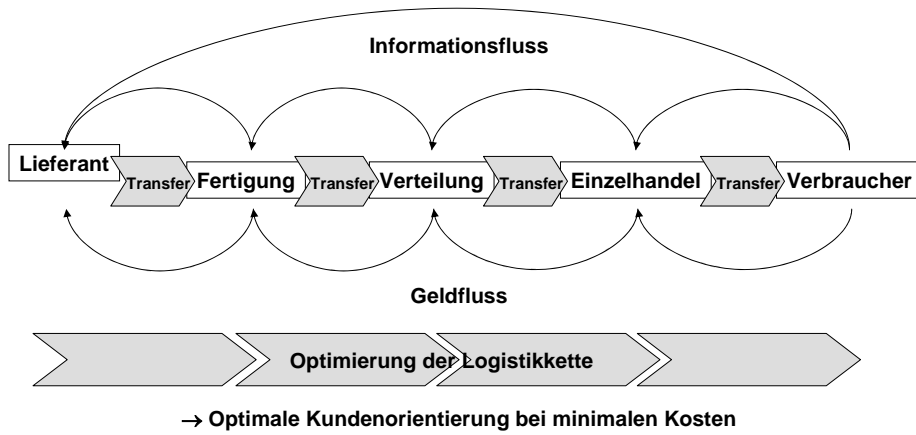 Informationsfluss
Lieferant
Transfer Fertigung Transfer Verteilung Transfer Einzelhandel Transfer Verbraucher
Geldfluss
Optimierung der Logistikkette
→ Optimale Kundenorientierung bei minimalen Kosten